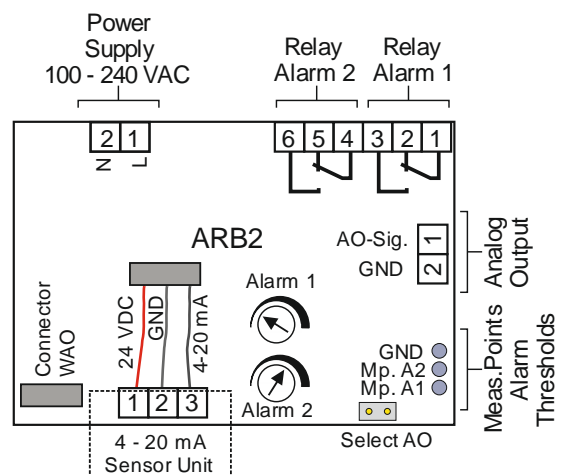 Power
Supply
100 - 240 VAC
Relay
Alarm 2
Relay
Alarm 1
2 1
N L
6 5 4 3 2 1
ARB2
AO-Sig. 1
GND 2
Analog
Output
24 VDC
GND
4-20 mA
Alarm 1
Alarm 2
Connector
WAO
GND
Mp. A2
Mp. A1
Meas.Points
Alarm
Thresholds
Select AO
1 2 3
4 - 20 mA
Sensor Unit